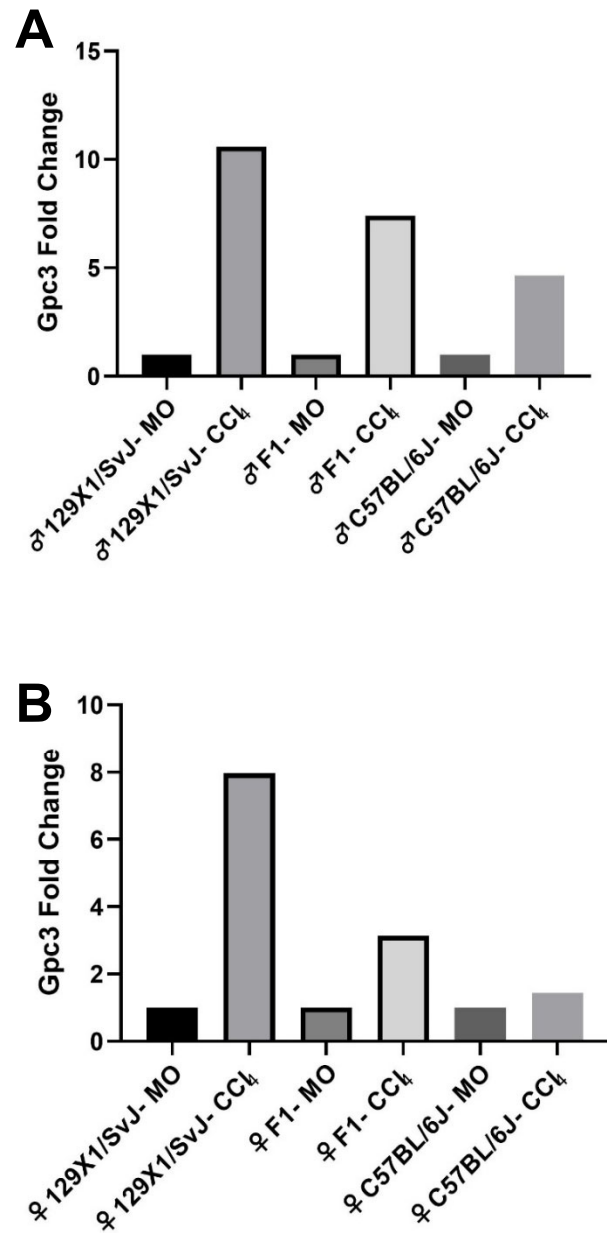 A
Gpc3 Fold Change
15
10
5
0
♂129X1/SvJ- MO
♂129X1/SvJ- CCl₄
♂F1- MO
♂F1- CCl₄
♂C57BL/6J- MO
♂C57BL/6J- CCl₄
B
Gpc3 Fold Change
10
8
6
4
2
0
♀129X1/SvJ- MO
♀129X1/SvJ- CCl₄
♀F1- MO
♀F1- CCl₄
♀C57BL/6J- MO
♀C57BL/6J- CCl₄